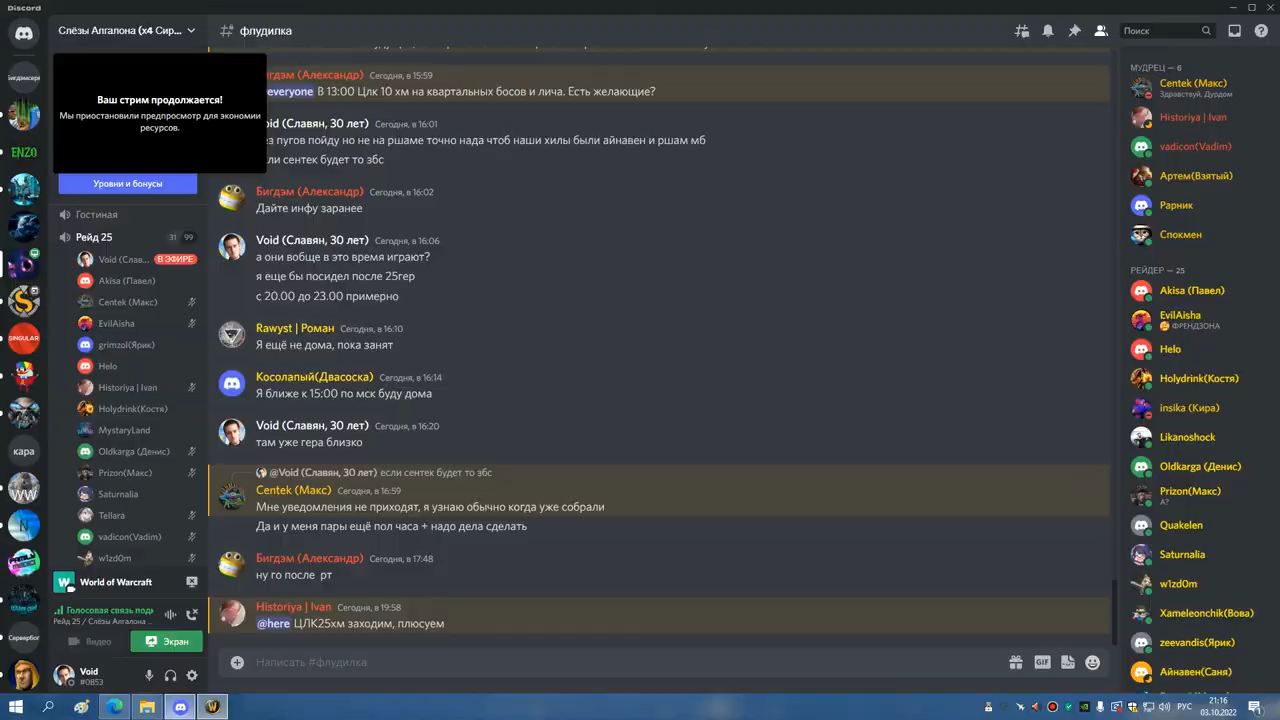 Discord
Слёзы Алгалона (x4 Сир...
флудилка
Поиск
Ваш стрим продолжается!
Мы приостановили предпросмотр для экономии
ресурсов.
Уровни и бонусы
Гостиная
Рейд 25
31 99
Void (Слав...
В ЭФИРЕ
Akisa (Павел)
Centek (Макс)
EvilAisha
grimzol(Ярик)
Helo
Historiya | Ivan
Holydrink(Костя)
MystaryLand
Oldkarga (Денис)
Prizon(Макс)
Saturnalia
Tellara
vadicon(Vadim)
w1zd0m
World of Warcraft
Голосовая связь подк
Рейд 25 / Слёзы Алгалона ...
Видео
Экран
Void
#0853
ENZO
SINGULAR
кара
WW
Сервербог
(Александр) Сегодня, в 15:59
everyone В 13:00 Цлк 10 хм на квартальных босов и лича. Есть желающие?
oid (Славян, 30 лет) Сегодня, в 16:01
ез пугов пойду но не на ршаме точно надо чтоб наши хилы были айнавен и ршам мб
ли сентек будет то збс
Бигдэм (Александр) Сегодня, в 16:02
Дайте инфу заранее
Void (Славян, 30 лет) Сегодня, в 16:06
а они вобще в это время играют?
я еще бы посидел после 25гер
с 20.00 до 23.00 примерно
Rawyst | Роман Сегодня, в 16:10
Я ещё не дома, пока занят
Косолапый(Двасоска) Сегодня, в 16:14
Я ближе к 15:00 по мск буду дома
Void (Славян, 30 лет) Сегодня, в 16:20
там уже гера близко
@Void (Славян, 30 лет) если сентек будет то збс
Centek (Макс) Сегодня, в 16:59
Мне уведомления не приходят, я узнаю обычно когда уже собрали
Да и у меня пары ещё пол часа + надо дела сделать
Бигдэм (Александр) Сегодня, в 17:48
ну го после рт
Historiya | Ivan Сегодня, в 19:58
@here ЦЛК25хм заходим, плюсуем
Написать #флудилка
GIF
МУДРЕЦ — 6
Centek (Макс)
Здравствуй, Дурдом
Historiya | Ivan
vadicon(Vadim)
Артем(Взятый)
Рарник
Спокмен
РЕЙДЕР — 25
Akisa (Павел)
EvilAisha
ФРЕНДЗОНА
Helo
Holydrink(Костя)
insika (Кира)
Likanoshock
Oldkarga (Денис)
Prizon(Макс)
А?
Quakelen
Saturnalia
w1zd0m
Xameleonchik(Вова)
zeevandis(Ярик)
Айнавен(Саня)
РУС
21:16
03.10.2022